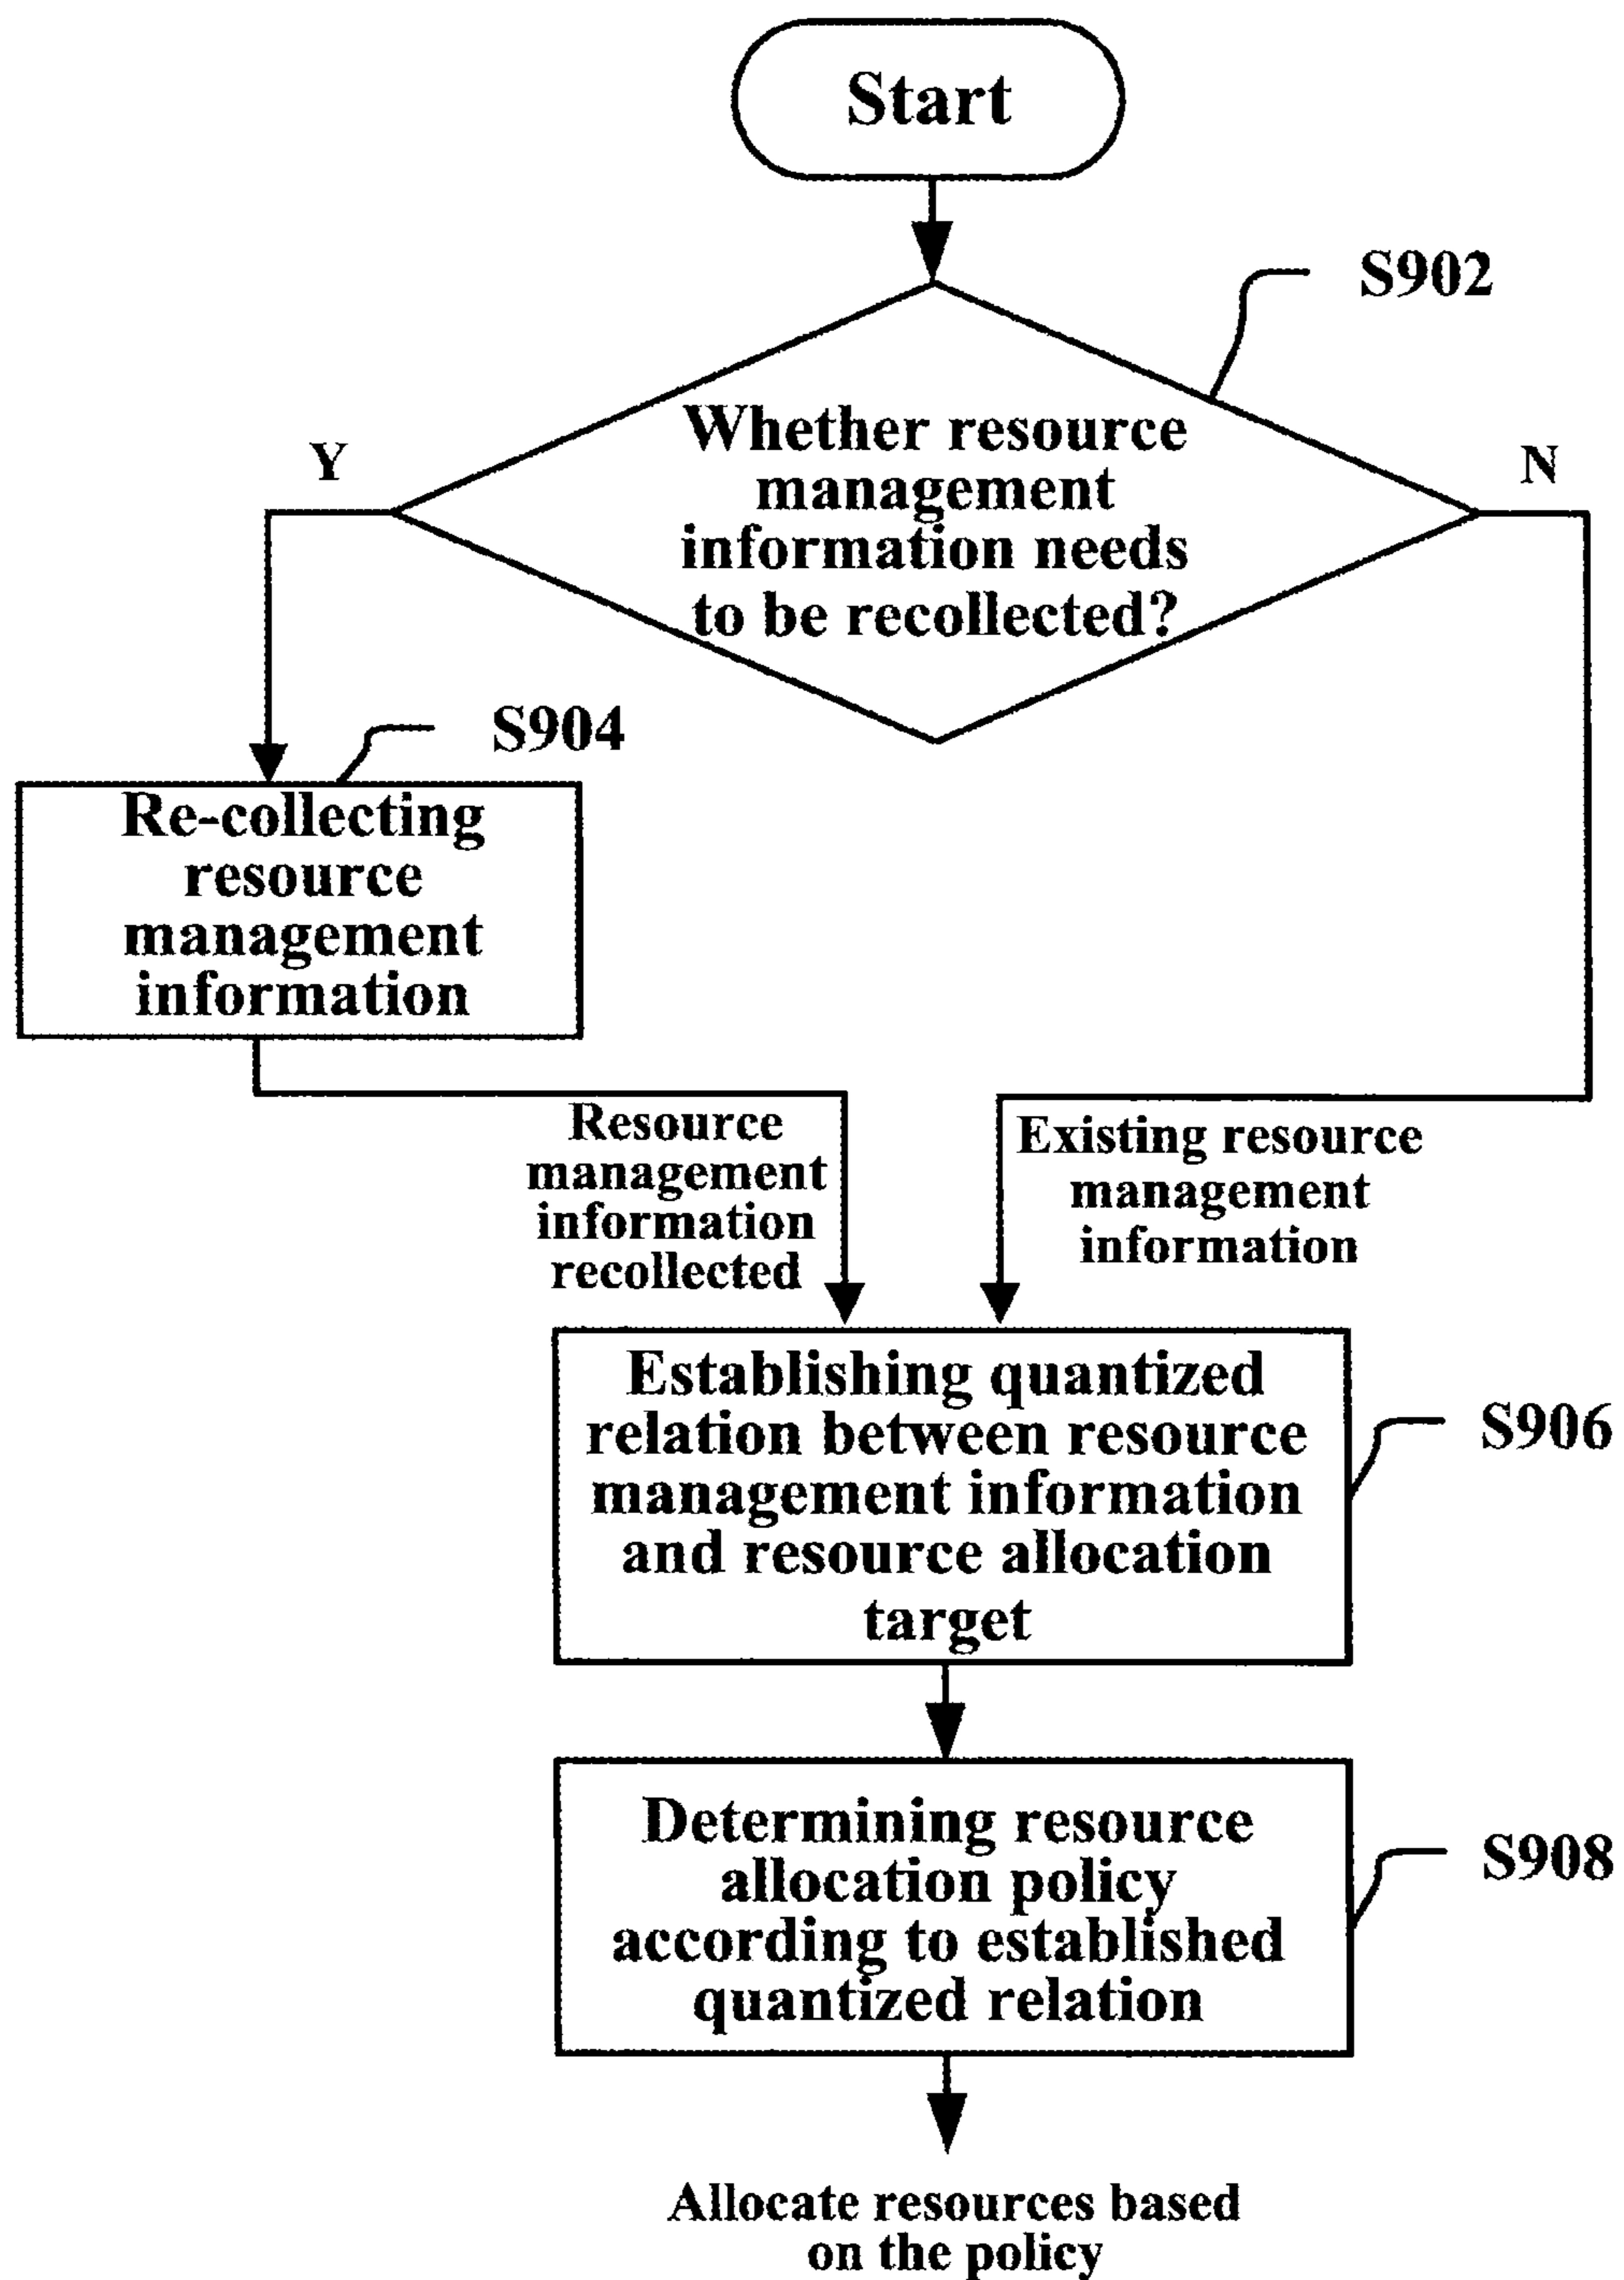 Start
S902
Whether resource
management
information needs
to be recollected?
Y
N
S904
Re-collecting
resource
management
information
Resource
management
information
recollected
Existing resource
management
information
Establishing quantized
relation between resource
management information
and resource allocation
target
S906
Determining resource
allocation policy
according to established
quantized relation
S908
Allocate resources based
on the policy